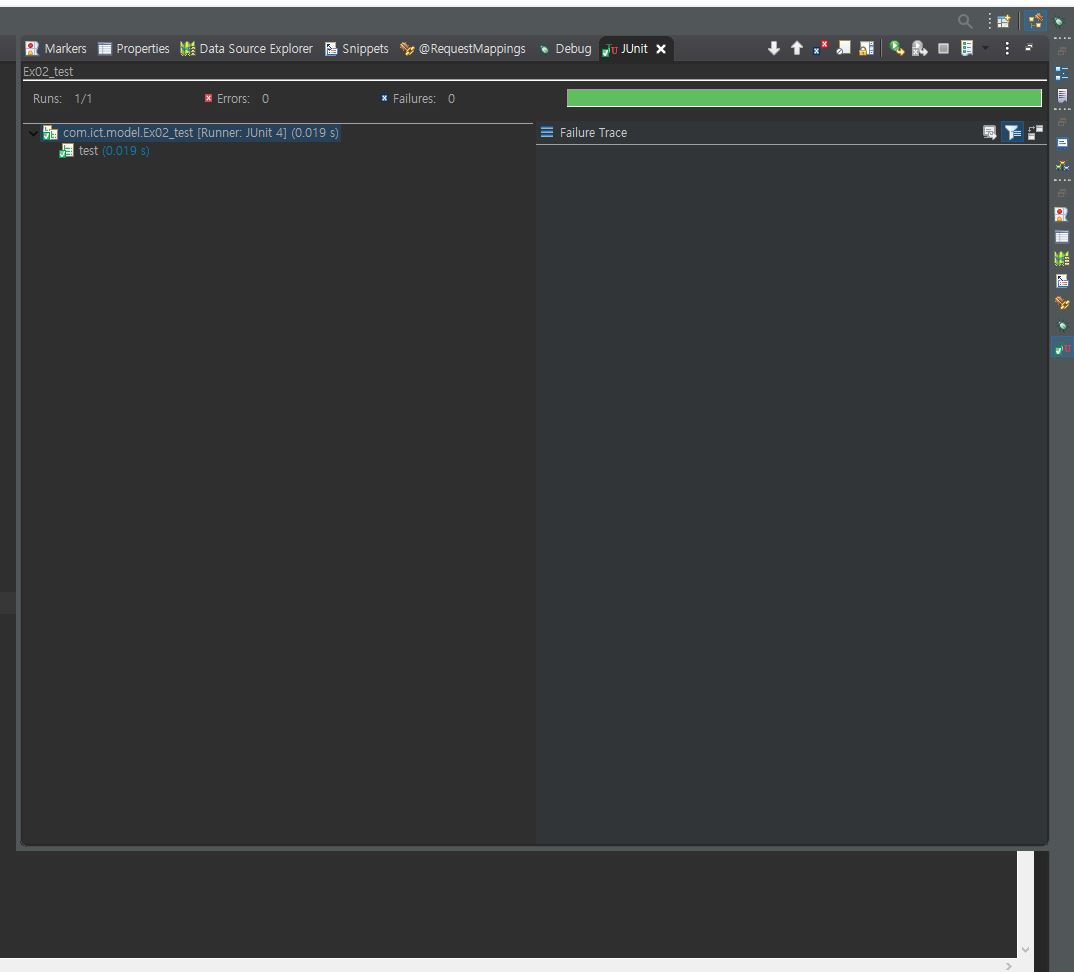 Markers Properties Data Source Explorer Snippets @RequestMappings Debug JUnit
Ex02_test
Runs: 1/1 Errors: 0 Failures: 0
com.ict.model.Ex02_test [Runner: JUnit 4] (0.019 s)
Failure Trace
test (0.019 s)